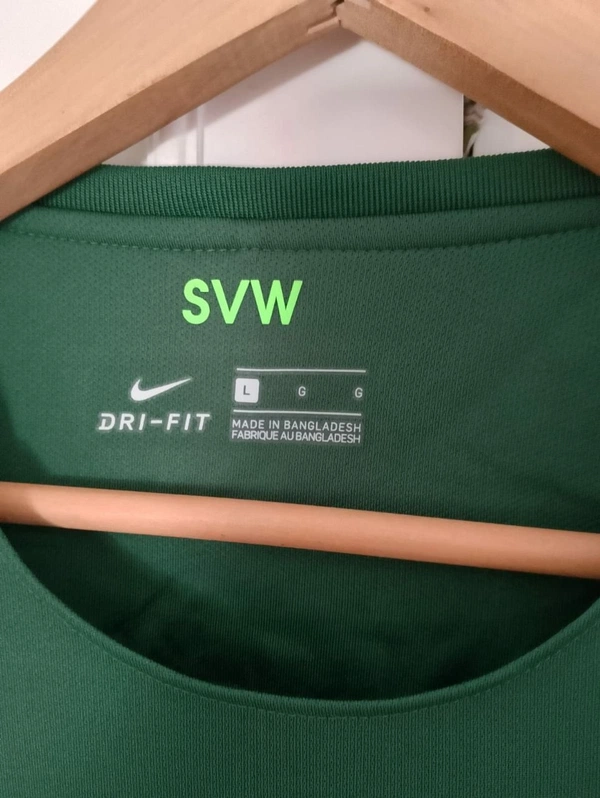 SVW
DRI-FIT
L G G
MADE IN BANGLADESH
FABRIQUE AU BANGLADESH